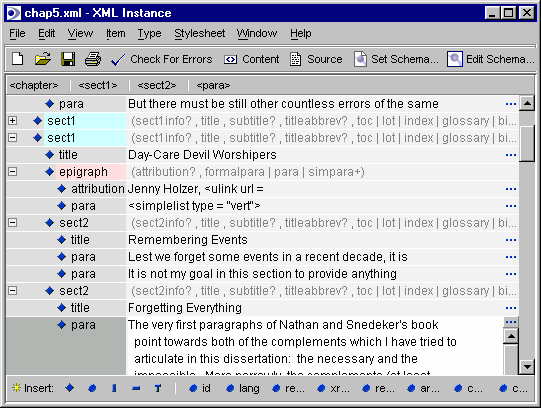 chap5.xml - XML Instance
File Edit View Item Type Stylesheet Window Help
Check For Errors Content Source Set Schema... Edit Schema...
<chapter> <sect1> <sect2> <para>
para But there must be still other countless errors of the same ...
sect1 (sect1info? , title , subtitle? , titleabbrev? , toc | lot | index | glossary | bi...
sect1 (sect1info? , title , subtitle? , titleabbrev? , toc | lot | index | glossary | bi...
title Day-Care Devil Worshipers ...
epigraph (attribution? , formalpara | para | simpara+)
attribution Jenny Holzer, <ulink url = ...
para <simplelist type = "vert"> ...
sect2 (sect2info? , title , subtitle? , titleabbrev? , toc | lot | index | glossary | bi...
title Remembering Events ...
para Lest we forget some events in a recent decade, it is ...
para It is not my goal in this section to provide anything ...
sect2 (sect2info? , title , subtitle? , titleabbrev? , toc | lot | index | glossary | bi...
title Forgetting Everything ...
para The very first paragraphs of Nathan and Snedeker's book ...
point towards both of the complements which I have tried to
articulate in this dissertation: the necessary and the
impossible. More narrowly, the complements (at least
Insert: T id lang re... xr... re... ar... c... c...